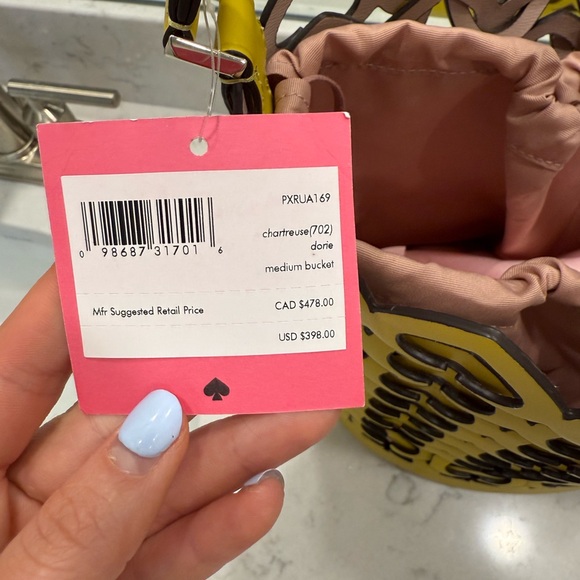 PXRUA169
0 98687 31701 6
chartreuse(702)
dorie
medium bucket
Mfr Suggested Retail Price CAD $478.00
USD $398.00